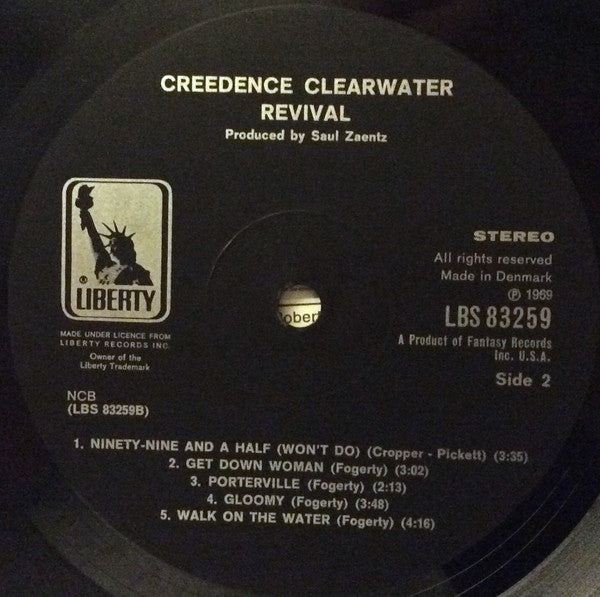 CREEDENCE CLEARWATER
REVIVAL
Produced by Saul Zaentz
® LIBERTY
MADE UNDER LICENCE FROM
LIBERTY RECORDS INC.
Owner of the
Liberty Trademark
NCB
(LBS 83259B)
STEREO
All rights reserved
Made in Denmark
℗ 1969
LBS 83259
A Product of Fantasy Records
Inc. U.S.A.
Side 2
ober
1. NINETY-NINE AND A HALF (WON'T DO) (Cropper - Pickett) (3:35)
2. GET DOWN WOMAN (Fogerty) (3:02)
3. PORTERVILLE (Fogerty) (2:13)
4. GLOOMY (Fogerty) (3:48)
5. WALK ON THE WATER (Fogerty) (4:16)